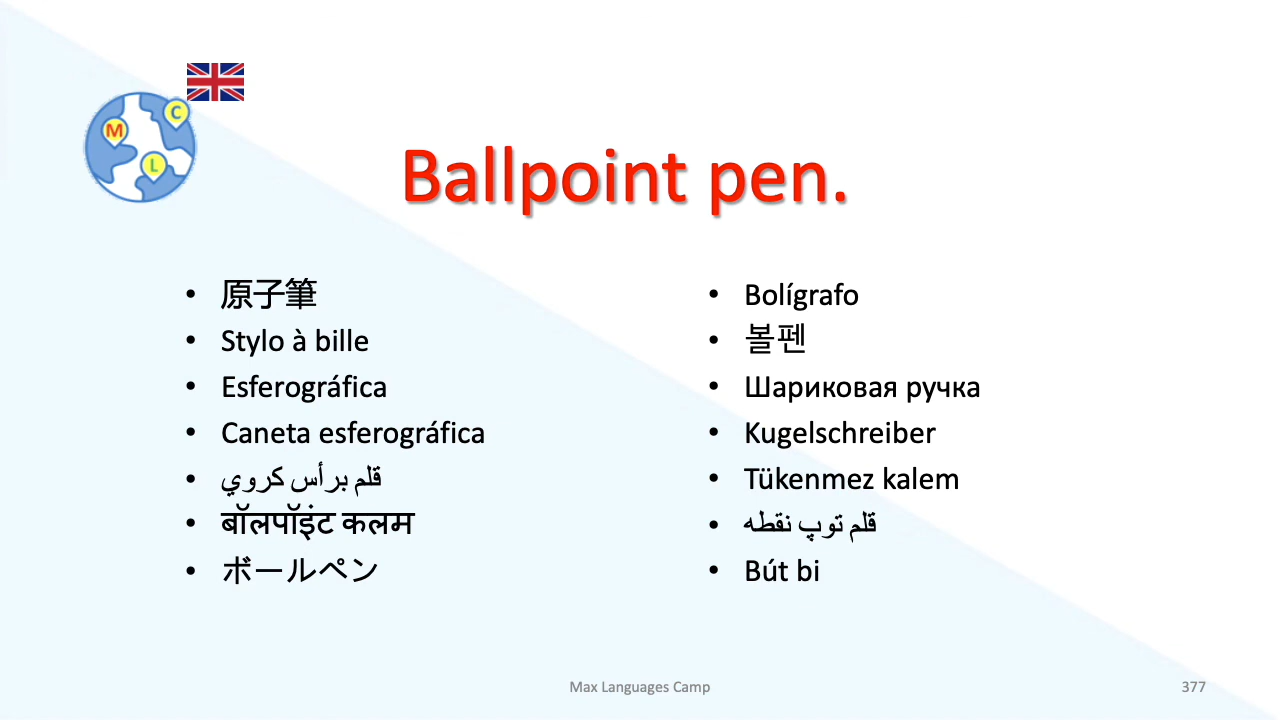 M
C
L
Ballpoint pen.
• 原子筆
• Stylo à bille
• Esferográfica
• Caneta esferográfica
• قلم برأس كروي
• बॉलपॉइंट कलम
• ボールペン
• Bolígrafo
• 볼펜
• Шариковая ручка
• Kugelschreiber
• Tükenmez kalem
• قلم توپ نقطه
• Bút bi
Max Languages Camp
377